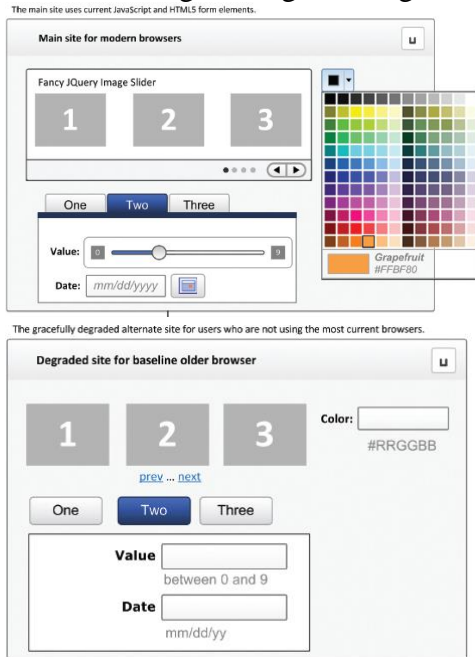 The main site uses current JavaScript and HTML5 form elements.
Main site for modern browsers
Fancy JQuery Image Slider
1 2 3
One Two Three
Value: 0 9
Date: mm/dd/yyyy
Grapefruit
#FFBF80
The gracefully degraded alternate site for users who are not using the most current browsers.
Degraded site for baseline older browser
1 2 3
Color:
#RRGGBB
prev ... next
One Two Three
Value
between 0 and 9
Date
mm/dd/yy